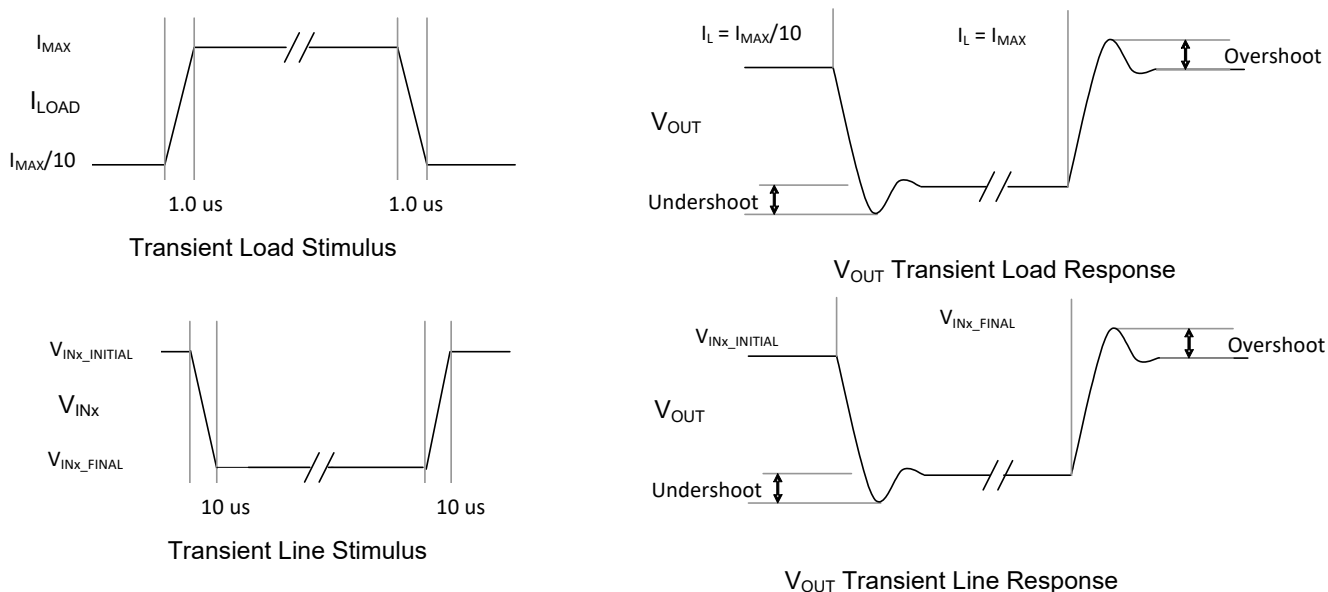 I_MAX
I_LOAD
I_MAX/10
1.0 us 1.0 us
Transient Load Stimulus
I_L = I_MAX/10 I_L = I_MAX
Overshoot
V_OUT
Undershoot
V_OUT Transient Load Response
V_INx_INITIAL
V_INx
V_INx_FINAL
10 us 10 us
Transient Line Stimulus
V_INx_INITIAL V_INx_FINAL
Overshoot
V_OUT
Undershoot
V_OUT Transient Line Response